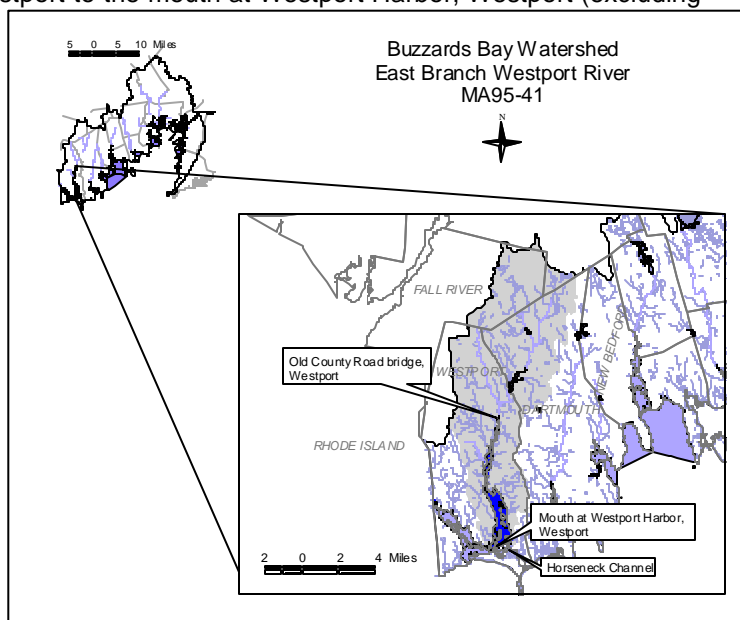 stport to the mouth at Westport Harbor, Westport (excluding
5 0 5 10 Miles
Buzzards Bay Watershed
East Branch Westport River
MA95-41
N
FALL RIVER
Old County Road bridge,
Westport
WESTPORT
NEW BEDFORD
DARTMOUTH
RHODE ISLAND
Mouth at Westport Harbor,
Westport
Horseneck Channel
2 0 2 4 Miles